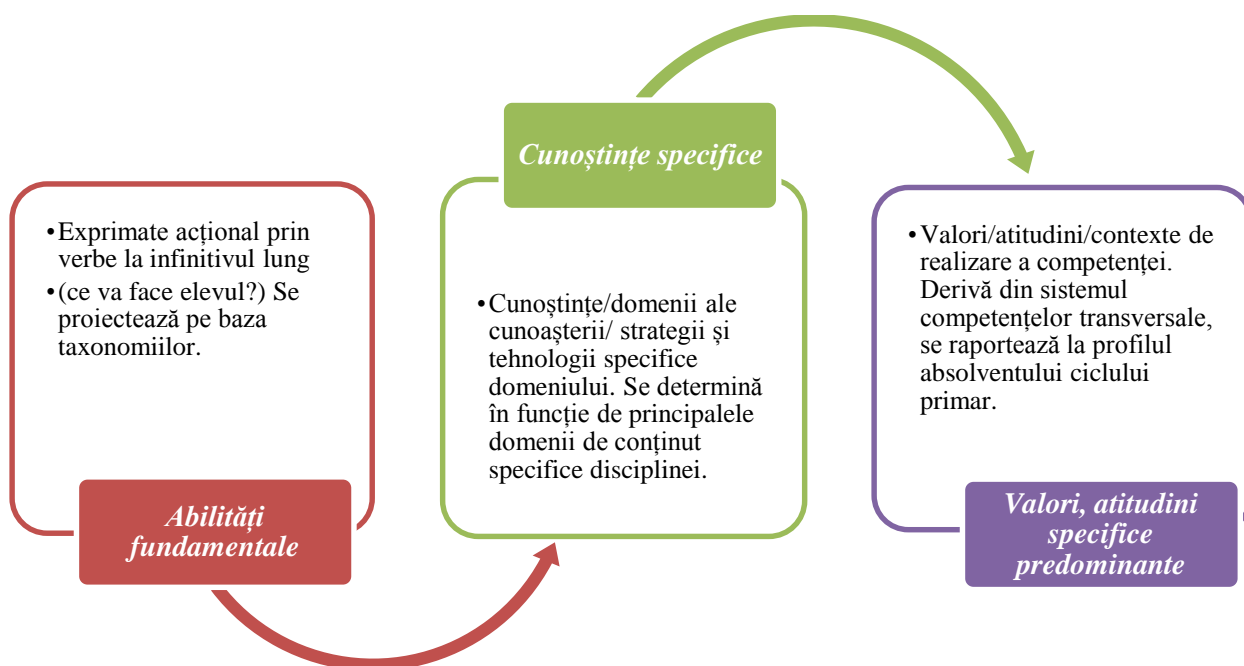 •Exprimate acțional prin
verbe la infinitivul lung
•(ce va face elevul?) Se
proiectează pe baza
taxonomiilor.
Abilități
fundamentale
Cunoștințe specifice
•Cunoştințe/domenii ale
cunoașterii/ strategii și
tehnologii specifice
domeniului. Se determină
în funcție de principalele
domenii de conținut
specifice disciplinei.
•Valori/atitudini/contexte de
realizare a competenței.
Derivă din sistemul
competențelor transversale,
se raportează la profilul
absolventului ciclului
primar.
Valori, atitudini
specifice
predominante